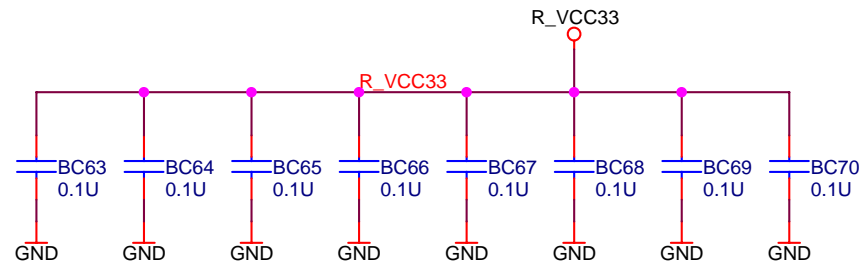 R_VCC33
R_VCC33
BC63 BC64 BC65 BC66 BC67 BC68 BC69 BC70
0.1U 0.1U 0.1U 0.1U 0.1U 0.1U 0.1U 0.1U
GND GND GND GND GND GND GND GND